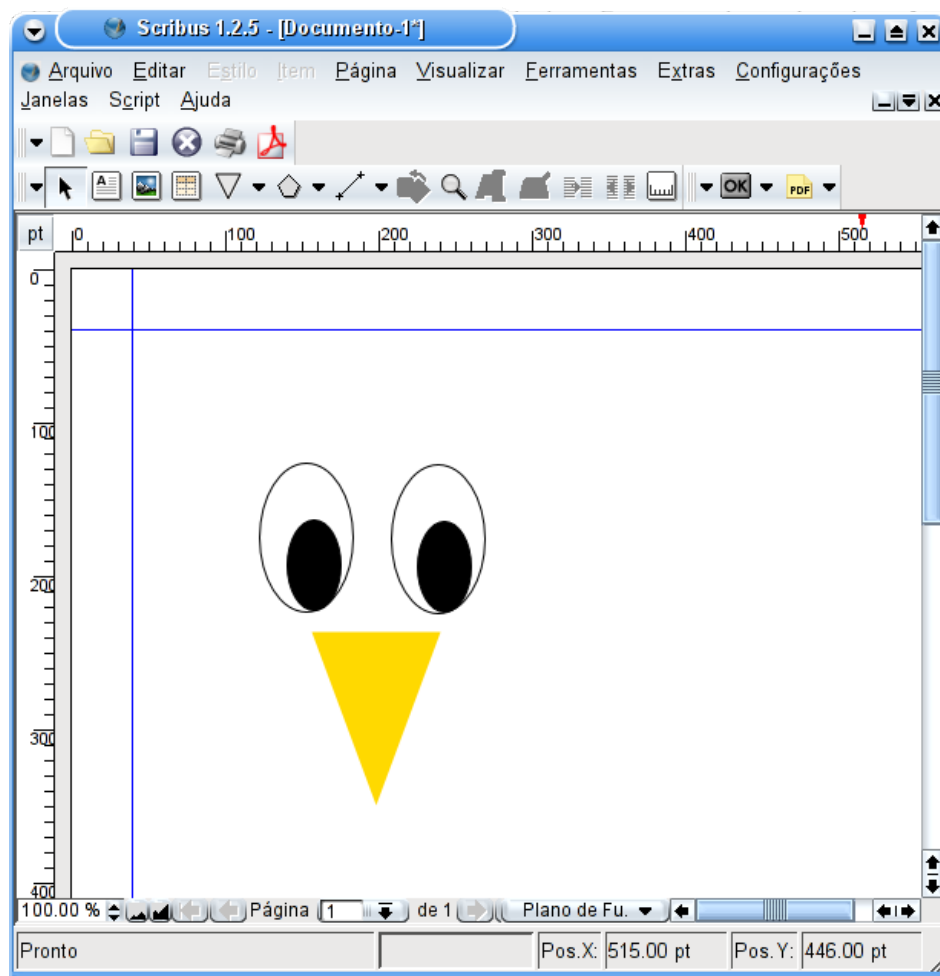 Scribus 1.2.5 - [Documento-1*]
Arquivo Editar Estilo Item Página Visualizar Ferramentas Extras Configurações
Janelas Script Ajuda
OK PDF
pt 0 100 200 300 400 500
0
100
200
300
400
100.00 % Página 1 de 1 Plano de Fu.
Pronto Pos.X: 515.00 pt Pos.Y: 446.00 pt